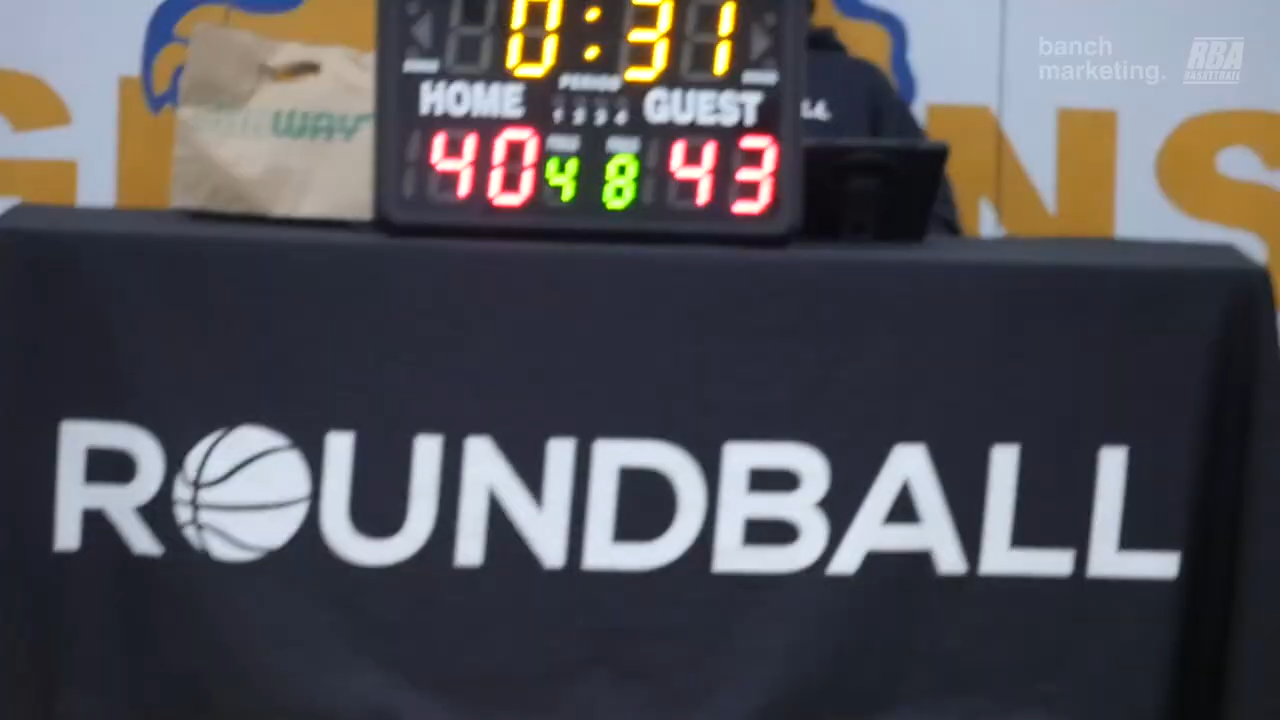 banch
marketing.
RBA
BASKETBALL
0:31
PERIOD
HOME
1 2 3 4
GUEST
40
4
8
43
WAY
NS
ROUNDBALL